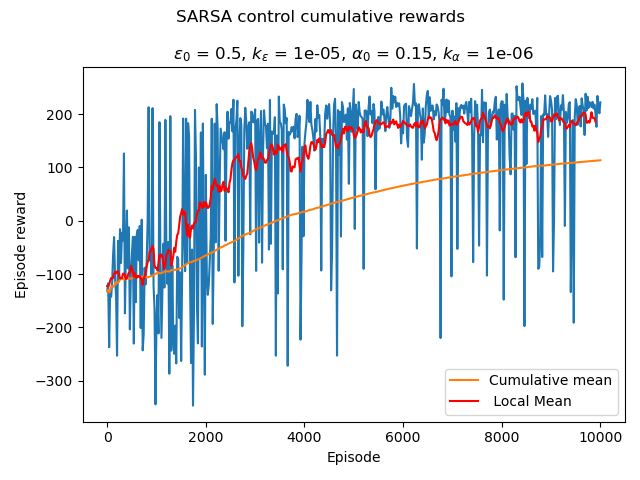 SARSA control cumulative rewards
ε₀ = 0.5, kε = 1e-05, α₀ = 0.15, kα = 1e-06
Episode reward
200
100
0
−100
−200
−300
0
2000
4000
6000
8000
10000
Episode
Cumulative mean
Local Mean